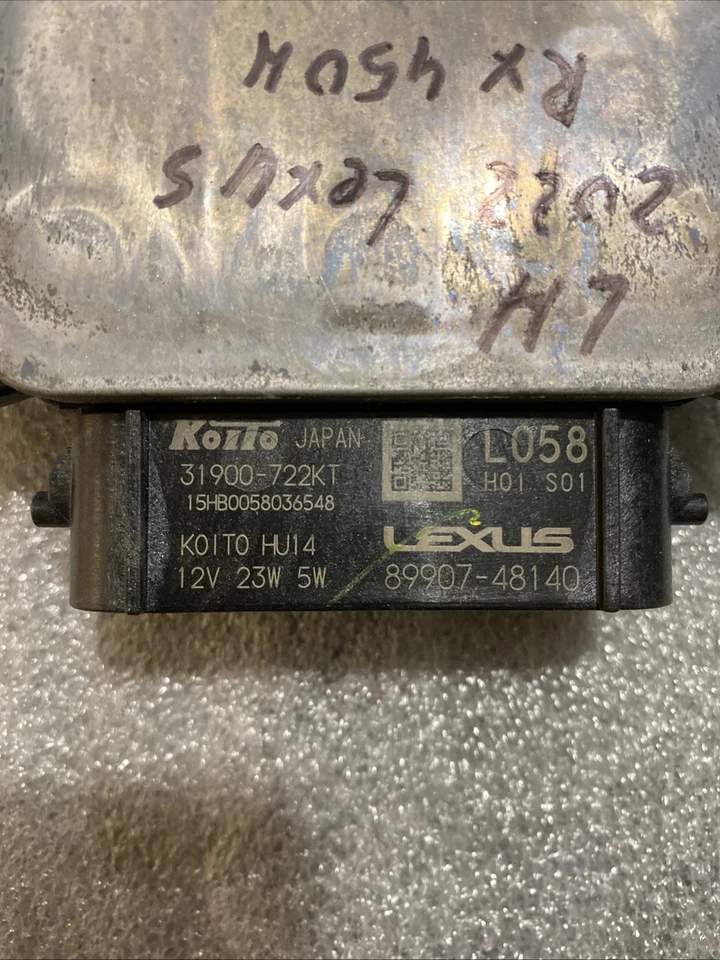 LH
2022 LexuS
Rx 450H
KOITO JAPAN
31900-722KT
15HB0058036548
KOITO HU14
12V 23W 5W
L058
H01 S01
LEXUS
89907-48140